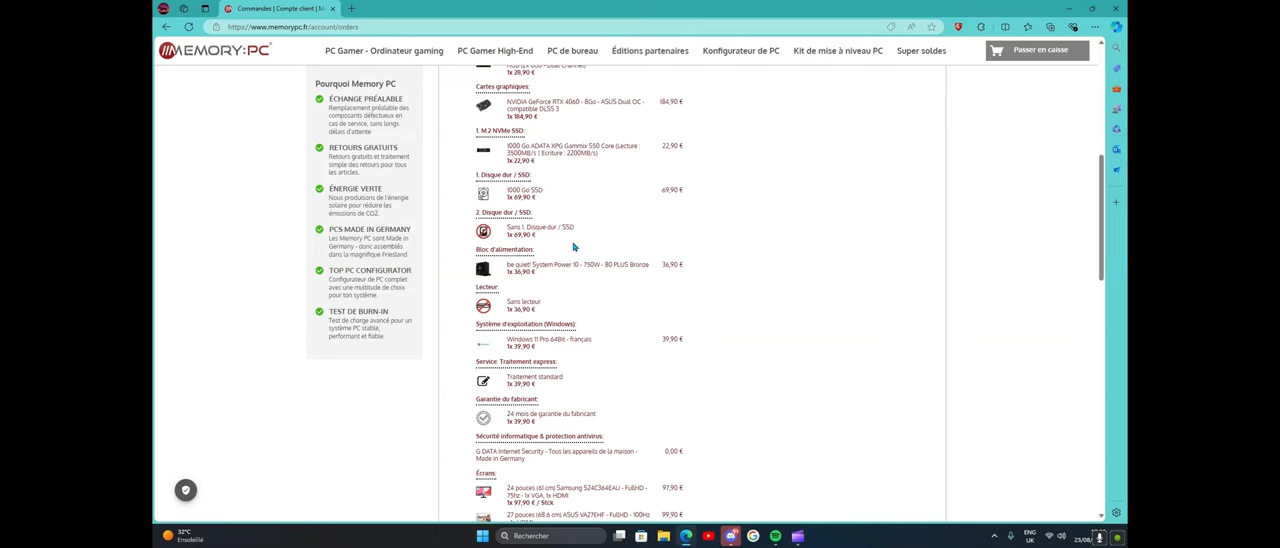 Commandes | Compte client | m
https://www.memorypc.fr/account/orders
MEMORY PC
PC Gamer - Ordinateur gaming
PC Gamer High-End
PC de bureau
Éditions partenaires
Konfigurateur de PC
Kit de mise à niveau PC
Super soldes
Passer en caisse
Pourquoi Memory PC
ÉCHANGE PRÉALABLE
Remplacement préalable des
composants défectueux en
cas de service, sans longs
délais d'attente
RETOURS GRATUITS
Retours gratuits et traitement
simple des retours pour tous
les articles.
ÉNERGIE VERTE
Nous produisons de l'énergie
solaire pour réduire les
émissions de CO2.
PCS MADE IN GERMANY
Les Memory PC sont Made in
Germany - donc assemblés
dans la magnifique Friesland.
TOP PC CONFIGURATOR
Configurateur de PC complet
avec une multitude de choix
pour ton système.
TEST DE BURN-IN
Test de charge avancé pour un
système PC stable,
performant et fiable.
1x 28,90 €
Cartes graphiques:
NVIDIA GeForce RTX 4060 - 8Go - ASUS Dual OC -
compatible DLSS 3
1x 184,90 €
184,90 €
1. M.2 NVMe SSD:
1000 Go ADATA XPG Gammix S50 Core (Lecture :
3500MB/s | Ecriture : 2200MB/s)
1x 22,90 €
22,90 €
1. Disque dur / SSD:
1000 Go SSD
1x 69,90 €
69,90 €
2. Disque dur / SSD:
Sans 1. Disque dur / SSD
1x 69,90 €
Bloc d'alimentation:
be quiet! System Power 10 - 750W - 80 PLUS Bronze
1x 36,90 €
36,90 €
Lecteur:
Sans lecteur
1x 36,90 €
Système d'exploitation (Windows):
Windows 11 Pro 64Bit - français
1x 39,90 €
39,90 €
Service: Traitement express:
Traitement standard
1x 39,90 €
Garantie du fabricant:
24 mois de garantie du fabricant
1x 39,90 €
Sécurité informatique & protection antivirus:
G DATA Internet Security - Tous les appareils de la maison -
Made in Germany
0,00 €
Écrans:
24 pouces (61 cm) Samsung S24C364EAU - FullHD -
75hz - 1x VGA, 1x HDMI
1x 97,90 € / Stck
97,90 €
27 pouces (68.6 cm) ASUS VA27EHF - FullHD - 100Hz
99,90 €
32°C
Ensoleillé
Rechercher
ENG
UK
23/08/